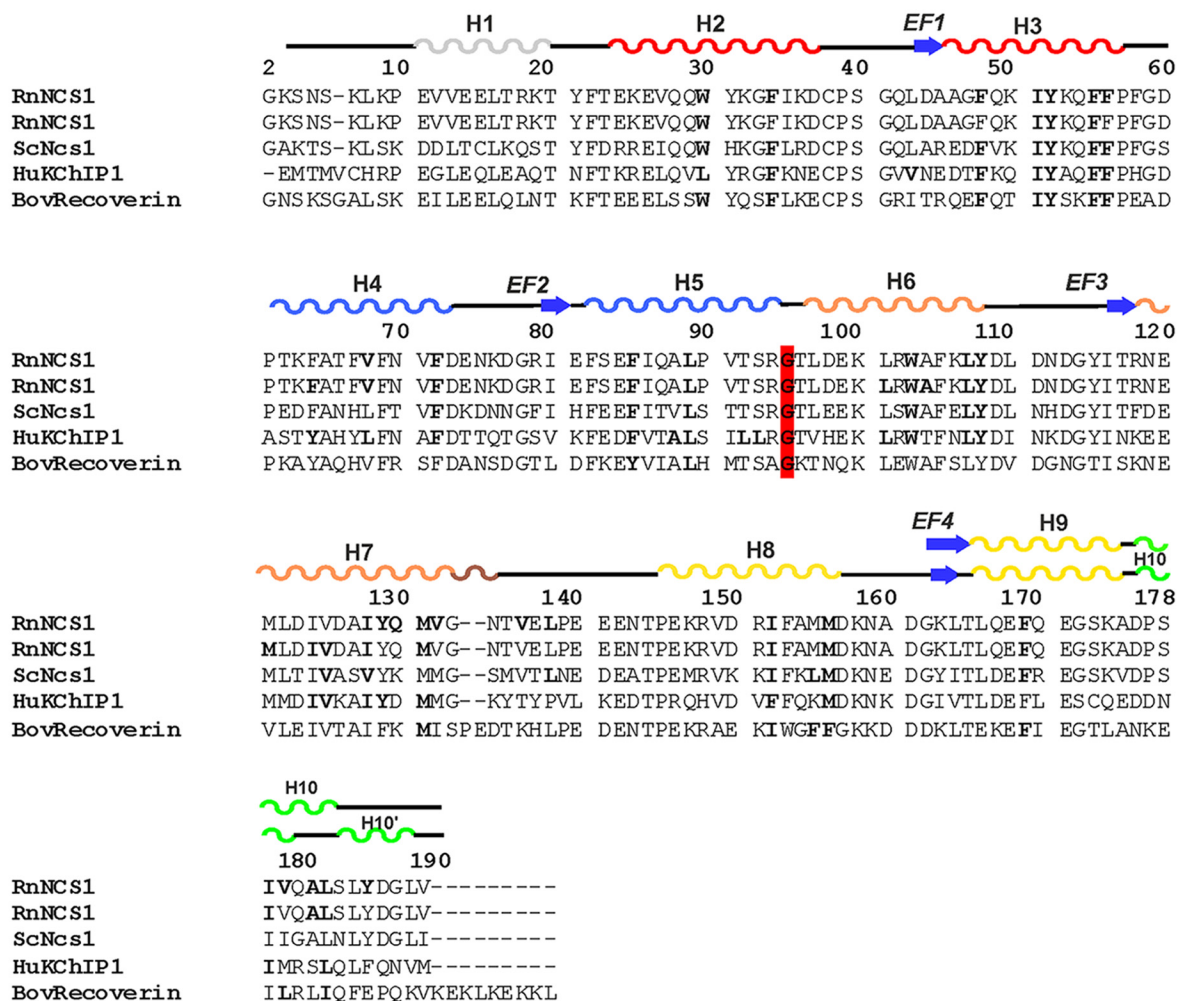 H1 H2 EF1 H3
2 10 20 30 40 50 60
RnNCS1 GKSNS-KLKP EVVEELTRKT YFTEKEVQQW YKGFIKDCPS GQLDAAGFQK IYKQFFPFGD
RnNCS1 GKSNS-KLKP EVVEELTRKT YFTEKEVQQW YKGFIKDCPS GQLDAAGFQK IYKQFFPFGD
ScNcs1 GAKTS-KLSK DDLTCLKQST YFDRREIQQW HKGFLRDCPS GQLAREDFVK IYKQFFPFGS
HuKChIP1 -EMTMVCHRP EGLEQLEAQT NFTKRELQVL YRGFKNECPS GVVNEDTFKQ IYAQFFPHGD
BovRecoverin GNSKSGALSK EILEELQLNT KFTEEELSSW YQSFLKECPS GRITRQEFQT IYSKFFPEAD
H4 EF2 H5 H6 EF3
70 80 90 100 110 120
RnNCS1 PTKFATFVFN VFDENKDGRI EFSEFIQALP VTSRGTLDEK LRWAFKLYDL DNDGYITRNE
RnNCS1 PTKFATFVFN VFDENKDGRI EFSEFIQALP VTSRGTLDEK LRWAFKLYDL DNDGYITRNE
ScNcs1 PEDFANHLFT VFDKDNNGFI HFEEFITVLS TTSRGTLEEK LSWAFELYDL NHDGYITFDE
HuKChIP1 ASTYAHYLFN AFDTTQTGSV KFEDFVTALS ILLRGTVHEK LRWTFNLYDI NKDGYINKEE
BovRecoverin PKAYAQHVFR SFDANSDGTL DFKEYVIALH MTSAGKTNQK LEWAFSLYDV DGNGTISKNE
EF4 H9
H7 H8 H10
130 140 150 160 170 178
RnNCS1 MLDIVDAIYQ MVG--NTVELPE EENTPEKRVD RIFAMMDKNA DGKLTLQEFQ EGSKADPS
RnNCS1 MLDIVDAIYQ MVG--NTVELPE EENTPEKRVD RIFAMMDKNA DGKLTLQEFQ EGSKADPS
ScNcs1 MLTIVASVYK MMG--SMVTLNE DEATPEMRVK KIFKLMDKNE DGYITLDEFR EGSKVDPS
HuKChIP1 MMDIVKAIYD MMG--KYTYPVL KEDTPRQHVD VFFQKMDKNK DGIVTLDEFL ESCQEDDN
BovRecoverin VLEIVTAIFK MISPEDTKHLPE DENTPEKRAE KIWGFFGKKD DDKLTEKEFI EGTLANKE
H10
H10'
180 190
RnNCS1 IVQALSLYDGLV---------
RnNCS1 IVQALSLYDGLV---------
ScNcs1 IIGALNLYDGLI---------
HuKChIP1 IMRSLQLFQNVM---------
BovRecoverin ILRLIQFEPQKVKEKLKEKKL